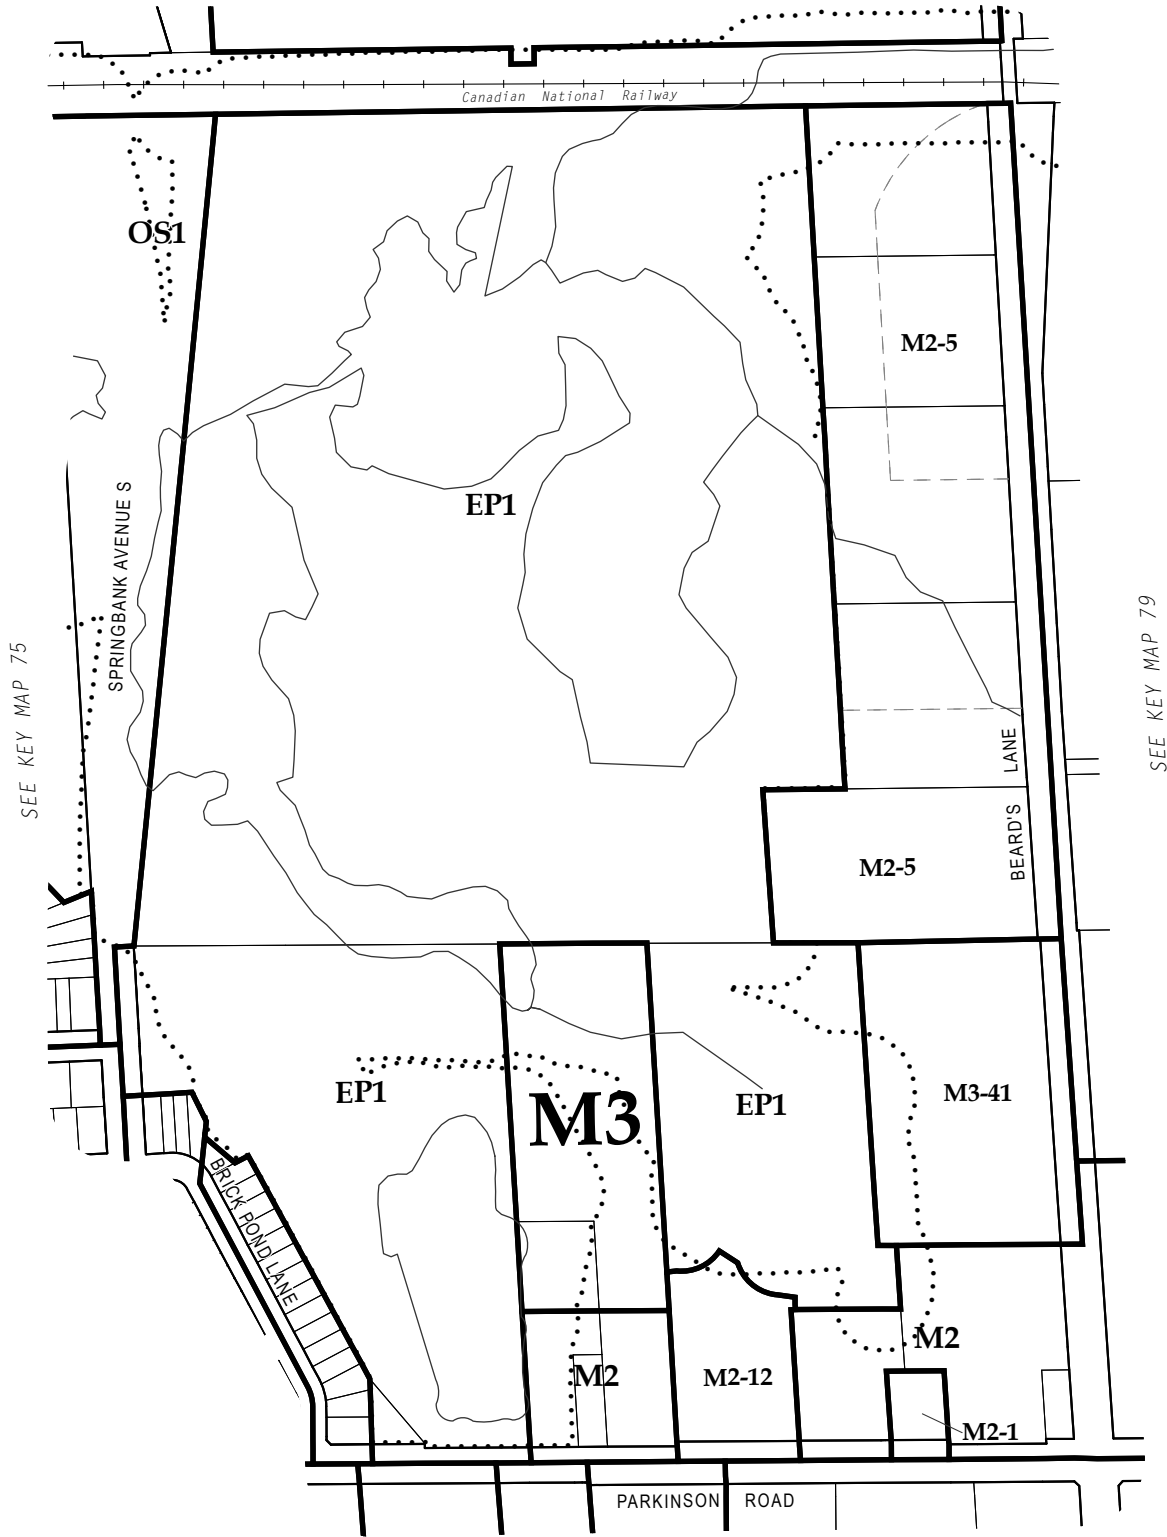 Canadian National Railway
OS1
M2-5
EP1
SPRINGBANK AVENUE S
SEE KEY MAP 75
SEE KEY MAP 79
BEARD'S LANE
M2-5
EP1
M3
EP1
M3-41
BRICK POND LANE
M2
M2-12
M2
M2-1
PARKINSON ROAD